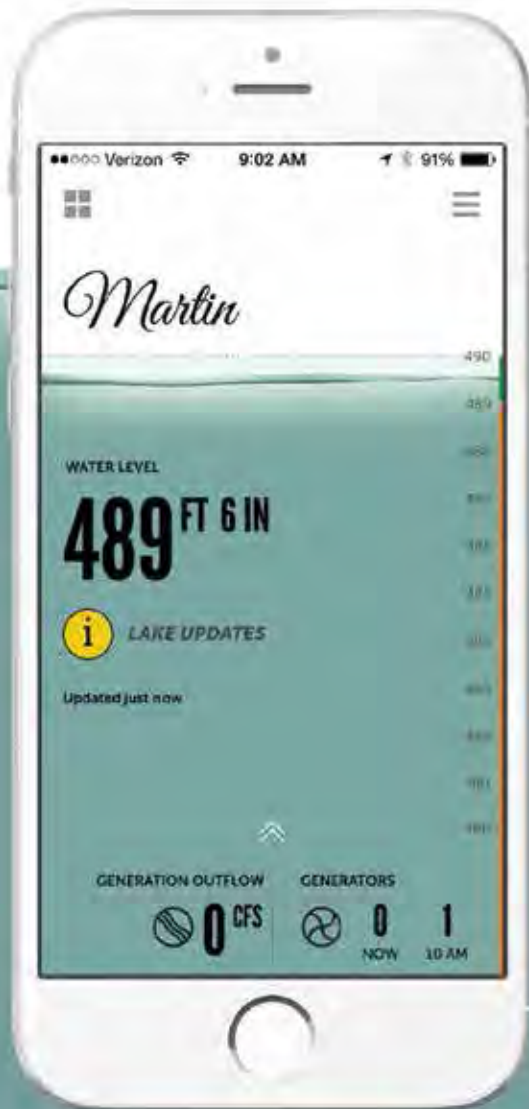 Verizon 9:02 AM 91%
Martin
490
489
WATER LEVEL
489 FT 6 IN
i LAKE UPDATES
Updated just now
480
GENERATION OUTFLOW GENERATORS
0 CFS 0 1
NOW 10 AM